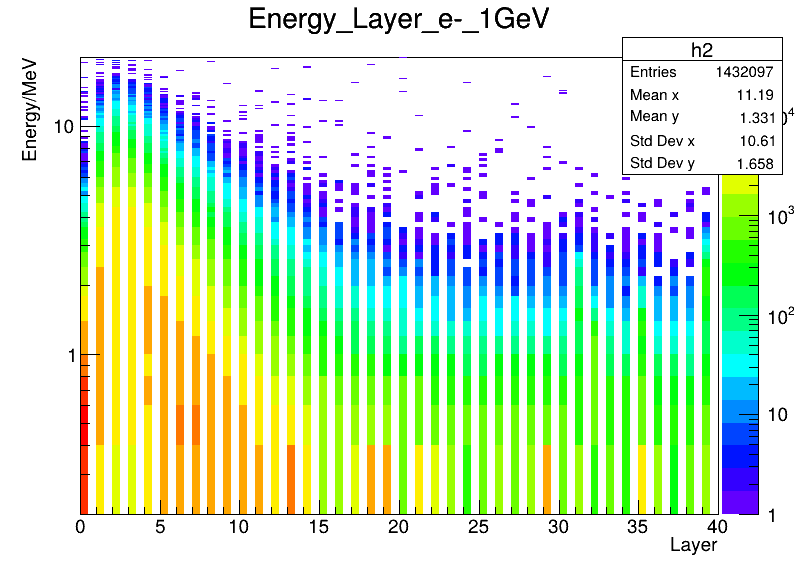 Energy_Layer_e-_1GeV
h2
Entries 1432097
Mean x 11.19
Mean y 1.331
Std Dev x 10.61
Std Dev y 1.658
Energy/MeV
10
1
0 5 10 15 20 25 30 35 40
Layer
4
10³
10²
10
1